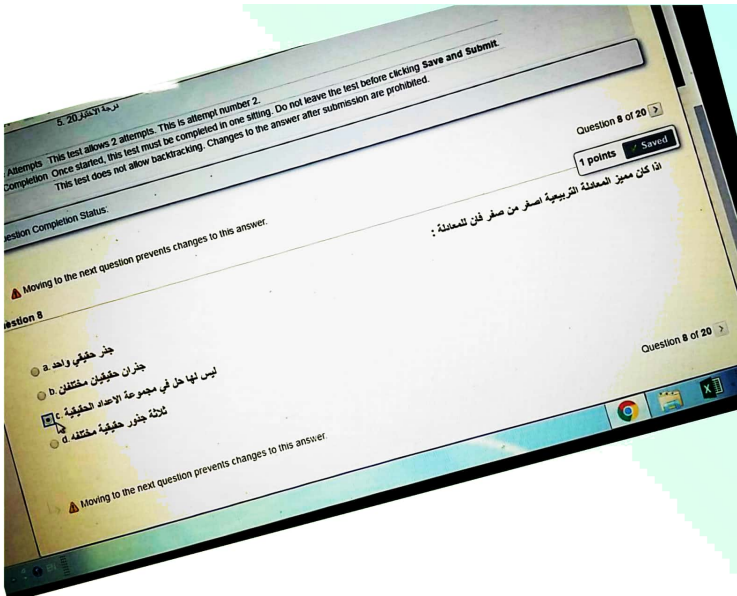 درجة الاختبار 20 .5
Attempts This test allows 2 attempts. This is attempt number 2.
Completion Once started, this test must be completed in one sitting. Do not leave the test before clicking Save and Submit.
This test does not allow backtracking. Changes to the answer after submission are prohibited.
Question Completion Status:
Moving to the next question prevents changes to this answer.
Question 8 of 20
Question 8
1 points Saved
اذا كان مميز المعادلة التربيعية اصغر من صفر فان للمعادلة :
a. جذر حقيقي واحد
b. جذران حقيقيان مختلفان
c. ليس لها حل في مجموعة الاعداد الحقيقية
d. ثلاثة جذور حقيقية مختلفه
Question 8 of 20
Moving to the next question prevents changes to this answer.